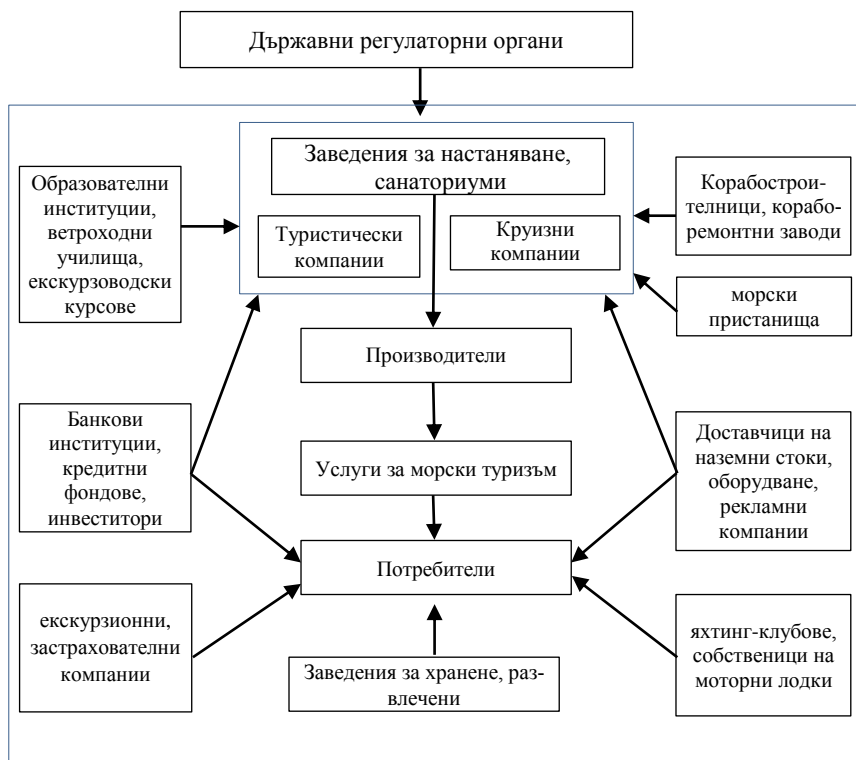 Държавни регулаторни органи
Заведения за настаняване,
санаториуми
Образователни
институции,
ветроходни
училища,
екскурзоводски
курсове
Туристически
компании
Круизни
компании
Корабострои-
телници, корабо-
ремонтни заводи
морски
пристанища
Производители
Банкови
институции,
кредитни
фондове,
инвеститори
Услуги за морски туризъм
Доставчици на
наземни стоки,
оборудване,
рекламни
компании
Потребители
екскурзионни,
застрахователни
компании
Заведения за хранене, раз-
влечени
яхтинг-клубове,
собственици на
моторни лодки